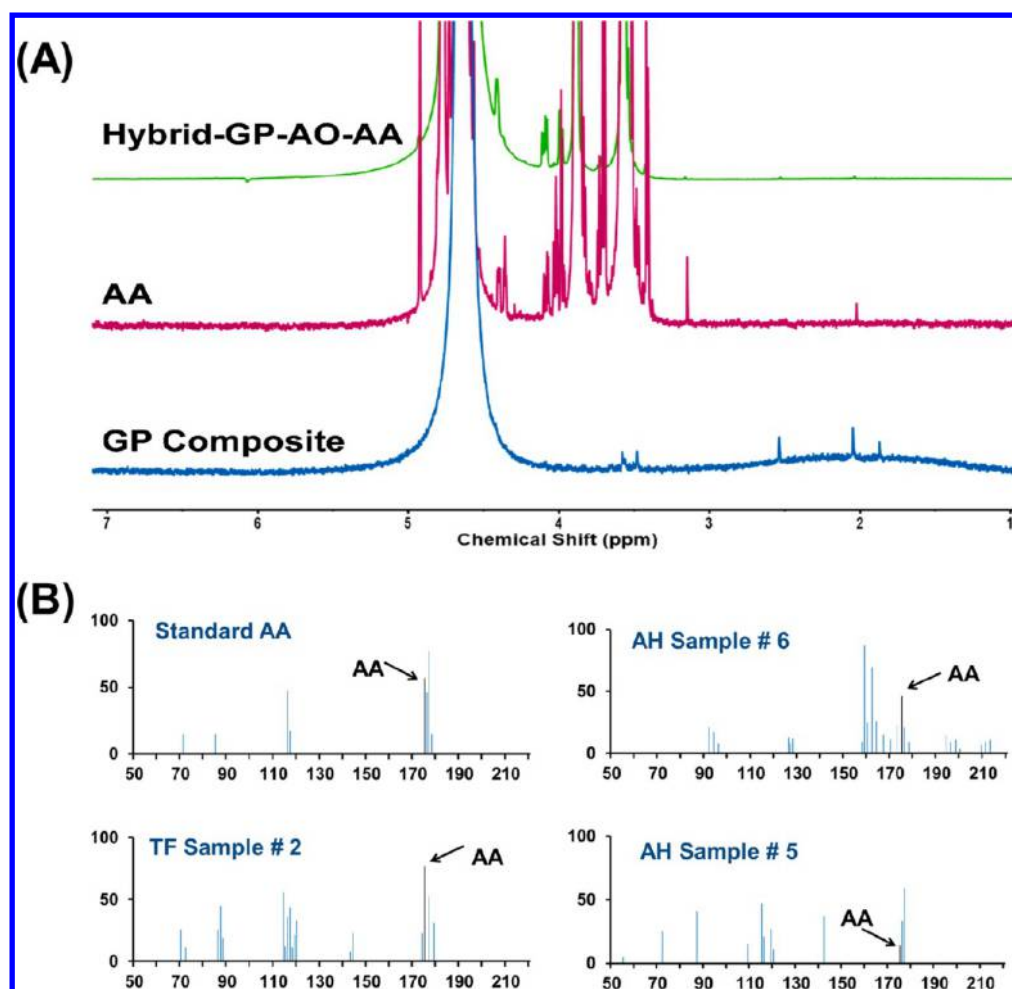 (A)
Hybrid-GP-AO-AA
AA
GP Composite
7 6 5 4 3 2 1
Chemical Shift (ppm)
(B)
100
50
0
Standard AA
AA
50 70 90 110 130 150 170 190 210
100
50
0
AH Sample # 6
AA
50 70 90 110 130 150 170 190 210
100
50
0
TF Sample # 2
AA
50 70 90 110 130 150 170 190 210
100
50
0
AH Sample # 5
AA
50 70 90 110 130 150 170 190 210